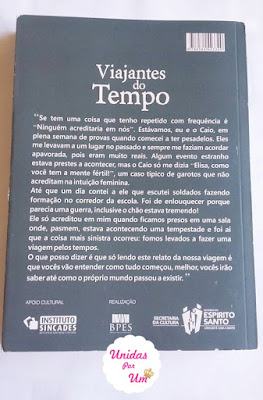 Viajantes
do
Tempo
"Se tem uma coisa que tenho repetido com frequência é
"Ninguém acreditaria em nós". Estávamos, eu e o Caio, em
plena semana de provas quando comecei a ter pesadelos. Eles
me levavam a um lugar no passado e sempre me faziam acordar
apavorada, pois eram muito reais. Algum evento estranho
estava prestes a acontecer, mas o Caio só me dizia "Elisa, como
você tem a mente fértil!", um caso típico de garotos que não
acreditam na intuição feminina.
Até que um dia contei a ele que escutei soldados fazendo
formação no corredor da escola. Foi de enlouquecer porque
parecia uma guerra, inclusive o chão estava tremendo!
Ele só acreditou em mim quando ficamos presos em uma sala
onde, pasmem, estava acontecendo uma tempestade e foi aí
que a coisa mais sinistra ocorreu: fomos levados a fazer uma
viagem pelos tempos.
O que posso dizer é que só lendo este relato da nossa viagem é
que vocês vão entender como tudo começou, melhor, vocês irão
saber até como o próprio mundo passou a existir. "
APOIO CULTURAL
REALIZAÇÃO
INSTITUTO
SINCADES
BPES
SECRETARIA
DA CULTURA
GOVERNO DO ESTADO
ESPÍRITO
SANTO
Unidas
Por
Um